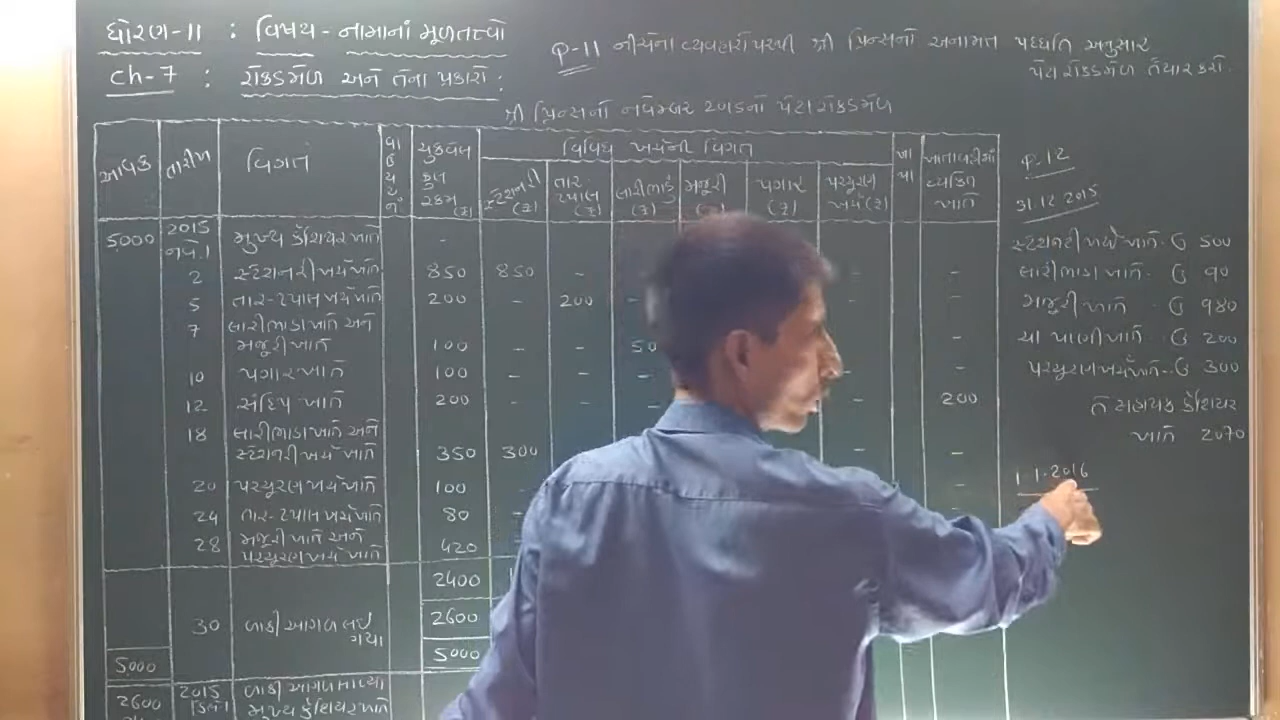 ધોરણ-11 : વિષય - નામાનાં મૂળતત્ત્વો
Ch-7 : રોકડમેળ અને તેના પ્રકારો :
P-11 નીચેના વ્યવહારો પરથી શ્રી પ્રિન્સનો અનામત પધ્ધતિ અનુસાર
પેટા રોકડમેળ તૈયાર કરો.
શ્રી પ્રિન્સનો નવેમ્બર 2015નો પેટા રોકડમેળ
આવક તારીખ વિગત વાઉચર નં ચુકવેલ કુલ રકમ (રૂ) વિવિધ ખર્ચની વિગત ખા પા ખાતાવહીમાં વ્યક્તિ ખાતે
સ્ટેશનરી (રૂ) તાર ટપાલ (રૂ) લારીભાડું (રૂ) મજૂરી (રૂ) પગાર (રૂ) પરચૂરણ ખર્ચ (રૂ)
5000 2015 નવે.1 મુખ્ય કેશિયર ખાતે -
2 સ્ટેશનરી ખર્ચ ખાતે 850 850 - - -
5 તાર-ટપાલ ખર્ચ ખાતે 200 - 200 - - -
7 લારીભાડા ખાતે અને
મજૂરી ખાતે 100 - - 50 - -
10 પગાર ખાતે 100 - - - - -
12 સંદિપ ખાતે 200 - - - - 200
18 લારીભાડા ખાતે અને
સ્ટેશનરી ખર્ચ ખાતે 350 300 - -
20 પરચૂરણ ખર્ચ ખાતે 100 - -
24 તાર-ટપાલ ખર્ચ ખાતે 80 -
28 મજૂરી ખાતે અને
પરચૂરણ ખર્ચ ખાતે 420
2400
30 બાકી આગળ લઈ ગયા 2600
5000 5000
2600 2015 ડિસે.1 બાકી આગળ લાવ્યા
મુખ્ય કેશિયર ખાતે
P-12
31.12.2015
સ્ટેશનરી ખર્ચ ખાતે - ઉ 500
લારીભાડા ખાતે - ઉ 90
મજૂરી ખાતે - ઉ 980
ચા પાણી ખાતે - ઉ 200
પરચૂરણ ખર્ચ ખાતે - ઉ 300
તે સહાયક કેશિયર
ખાતે 2070
1-1-2016